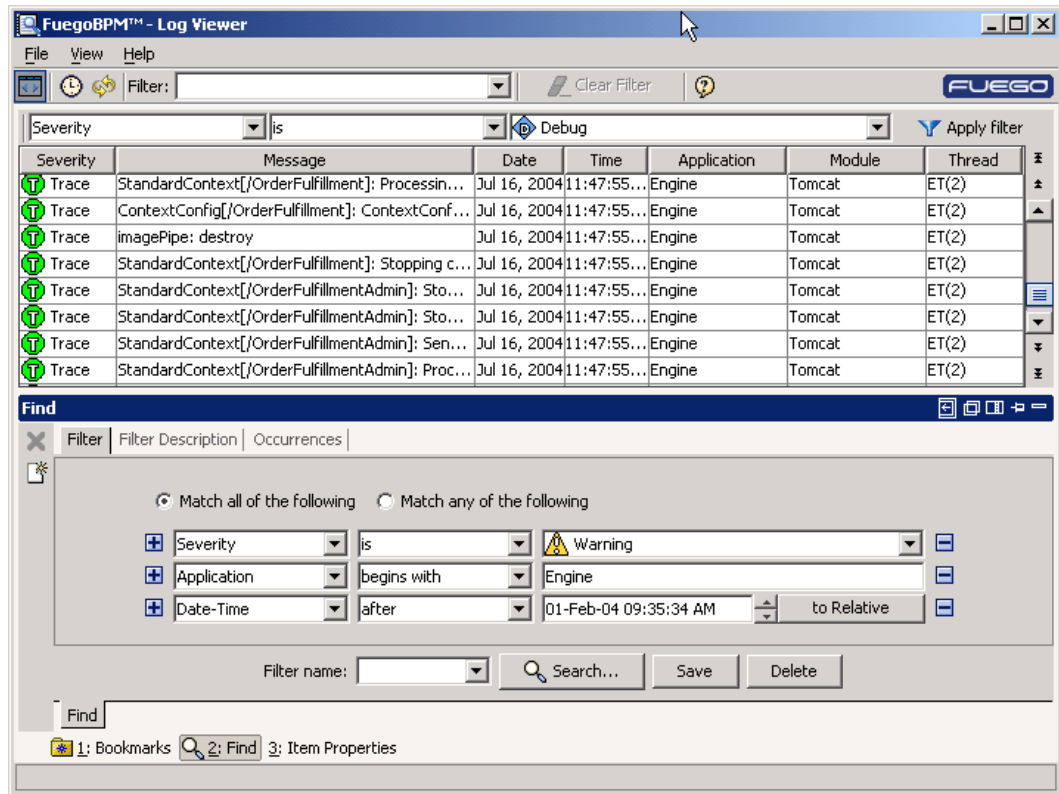 FuegoBPM™ - Log Viewer
File View Help
Filter: Clear Filter FUEGO
Severity is D Debug Apply filter
Severity Message Date Time Application Module Thread
T Trace StandardContext[/OrderFulfillment]: Processin... Jul 16, 2004 11:47:55... Engine Tomcat ET(2)
T Trace ContextConfig[/OrderFulfillment]: ContextConf... Jul 16, 2004 11:47:55... Engine Tomcat ET(2)
T Trace imagePipe: destroy Jul 16, 2004 11:47:55... Engine Tomcat ET(2)
T Trace StandardContext[/OrderFulfillment]: Stopping c... Jul 16, 2004 11:47:55... Engine Tomcat ET(2)
T Trace StandardContext[/OrderFulfillmentAdmin]: Sto... Jul 16, 2004 11:47:55... Engine Tomcat ET(2)
T Trace StandardContext[/OrderFulfillmentAdmin]: Sto... Jul 16, 2004 11:47:55... Engine Tomcat ET(2)
T Trace StandardContext[/OrderFulfillmentAdmin]: Sen... Jul 16, 2004 11:47:55... Engine Tomcat ET(2)
T Trace StandardContext[/OrderFulfillmentAdmin]: Proc... Jul 16, 2004 11:47:55... Engine Tomcat ET(2)
Find
Filter Filter Description Occurrences
Match all of the following Match any of the following
Severity is Warning
Application begins with Engine
Date-Time after 01-Feb-04 09:35:34 AM to Relative
Filter name: Search... Save Delete
Find
1: Bookmarks 2: Find 3: Item Properties